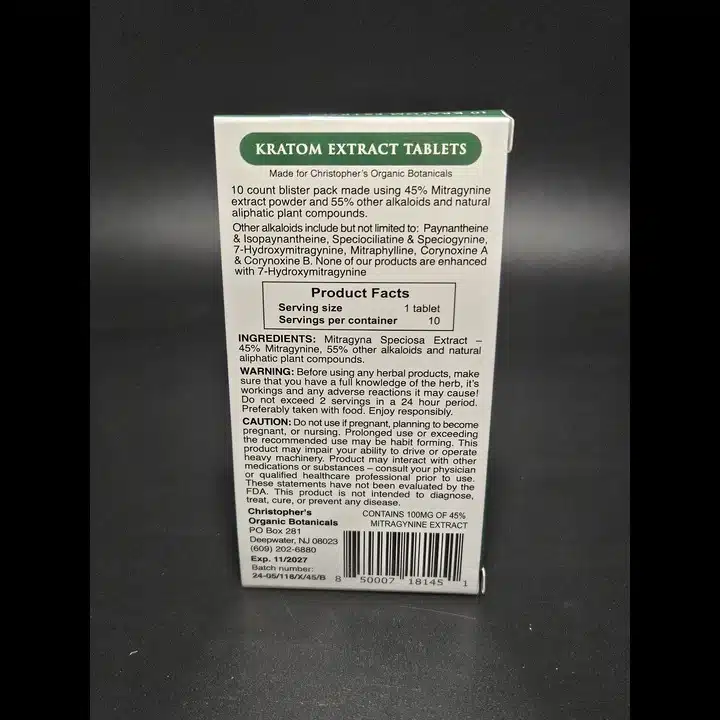 KRATOM EXTRACT TABLETS
Made for Christopher's Organic Botanicals
10 count blister pack made using 45% Mitragynine
extract powder and 55% other alkaloids and natural
aliphatic plant compounds.
Other alkaloids include but not limited to: Paynantheine
& Isopaynantheine, Speciociliatine & Speciogynine,
7-Hydroxymitragynine, Mitraphylline, Corynoxine A
& Corynoxine B. None of our products are enhanced
with 7-Hydroxymitragynine
Product Facts
Serving size 1 tablet
Servings per container 10
INGREDIENTS: Mitragyna Speciosa Extract –
45% Mitragynine, 55% other alkaloids and natural
aliphatic plant compounds.
WARNING: Before using any herbal products, make
sure that you have a full knowledge of the herb, it's
workings and any adverse reactions it may cause!
Do not exceed 2 servings in a 24 hour period.
Preferably taken with food. Enjoy responsibly.
CAUTION: Do not use if pregnant, planning to become
pregnant, or nursing. Prolonged use or exceeding
the recommended use may be habit forming. This
product may impair your ability to drive or operate
heavy machinery. Product may interact with other
medications or substances – consult your physician
or qualified healthcare professional prior to use.
These statements have not been evaluated by the
FDA. This product is not intended to diagnose,
treat, cure, or prevent any disease.
Christopher's
Organic Botanicals
PO Box 281
Deepwater, NJ 08023
(609) 202-6880
Exp. 11/2027
Batch number:
24-05/118/X/45/B
CONTAINS 100MG OF 45%
MITRAGYNINE EXTRACT
8 50007 18145 1